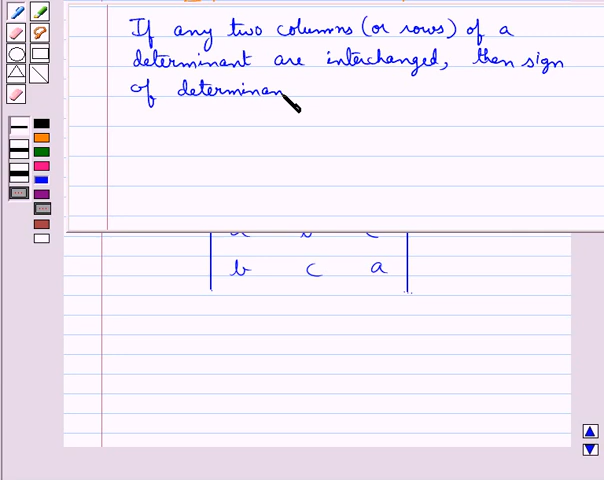 If any two columns (or rows) of a
determinant are interchanged, then sign
of determinan
b c a